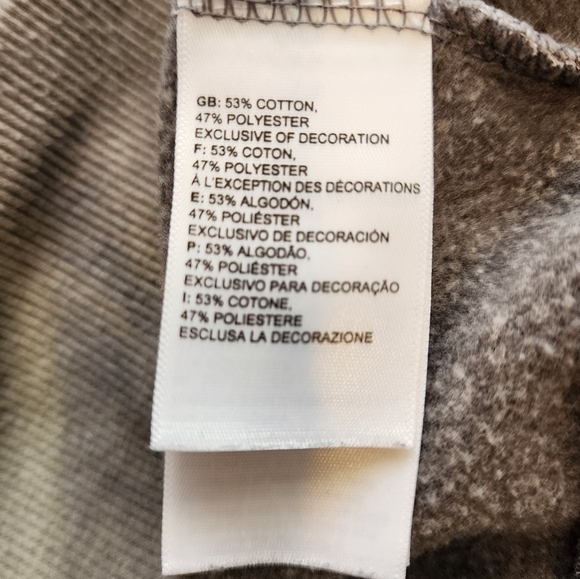 GB: 53% COTTON,
47% POLYESTER
EXCLUSIVE OF DECORATION
F: 53% COTON,
47% POLYESTER
À L'EXCEPTION DES DÉCORATIONS
E: 53% ALGODÓN,
47% POLIÉSTER
EXCLUSIVO DE DECORACIÓN
P: 53% ALGODÃO,
47% POLIÉSTER
EXCLUSIVO PARA DECORAÇÃO
I: 53% COTONE,
47% POLIESTERE
ESCLUSA LA DECORAZIONE